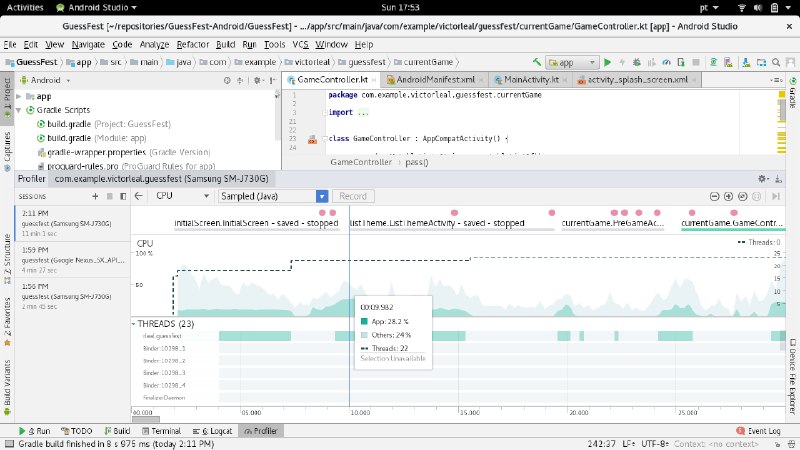 Activities Android Studio SUN 17:53 pt
GuessFest [~/repositories/GuessFest-Android/GuessFest] - .../app/src/main/java/com/example/victorleal/guessfest/currentGame/GameController.kt [app] - Android Studio
File Edit View Navigate Code Analyze Refactor Build Run Tools VCS Window Help
GuessFest app src main java com example victorleal guessfest currentGame app
1: Project
Captures
7: Structure
2: Favorites
Build Variants
Android
app
Gradle Scripts
build.gradle (Project: GuessFest)
build.gradle (Module: app)
gradle-wrapper.properties (Gradle Version)
proguard-rules.pro (ProGuard Rules for app)
GameController.kt AndroidManifest.xml MainActivity.kt activity_splash_screen.xml
1 package com.example.victorleal.guessfest.currentGame
2
3 import ...
22
23 class GameController : AppCompatActivity() {
GameController pass()
Gradle
Device File Explorer
Profiler com.example.victorleal.guessfest (Samsung SM-J730G)
SESSIONS
CPU Sampled (Java) Record
2:11 PM
guessfest (Samsung SM-J730G)
11 min 1 sec
1:59 PM
guessfest (Google Nexus_5X_API_...
4 min 27 sec
1:56 PM
guessfest (Samsung SM-J730G)
2 min 45 sec
initialScreen.InitialScreen - saved - stopped listTheme.ListThemeActivity - saved - stopped currentGame.PreGameAc... currentGame.GameContr...
CPU
100 %
50
Threads: 0
25
20
15
10
5
00:09.982
App: 28.2 %
Others: 24 %
Threads: 22
Selection Unavailable
THREADS (23)
rleal.guessfest
Binder:10298_1
Binder:10298_2
Binder:10298_3
Binder:10298_4
FinalizerDaemon
00.000 05.000 10.000 15.000 20.000 25.000
4: Run TODO Build Terminal 6: Logcat Profiler Event Log
Gradle build finished in 8 s 975 ms (today 2:11 PM) 242:37 LF÷ UTF-8÷ Context: <no context>